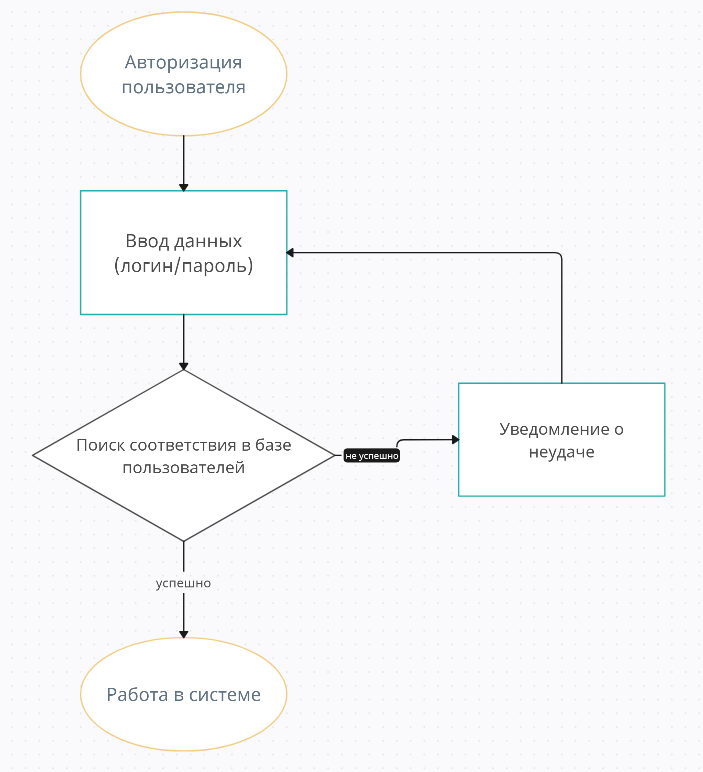 Авторизация
пользователя
Ввод данных
(логин/пароль)
Поиск соответствия в базе
пользователей
не успешно
Уведомление о
неудаче
успешно
Работа в системе